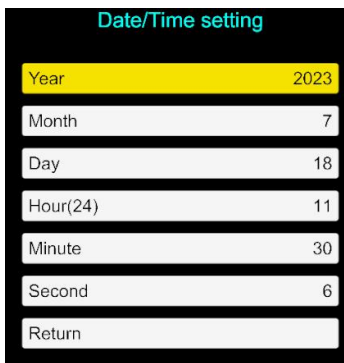 Date/Time setting
Year 2023
Month 7
Day 18
Hour(24) 11
Minute 30
Second 6
Return